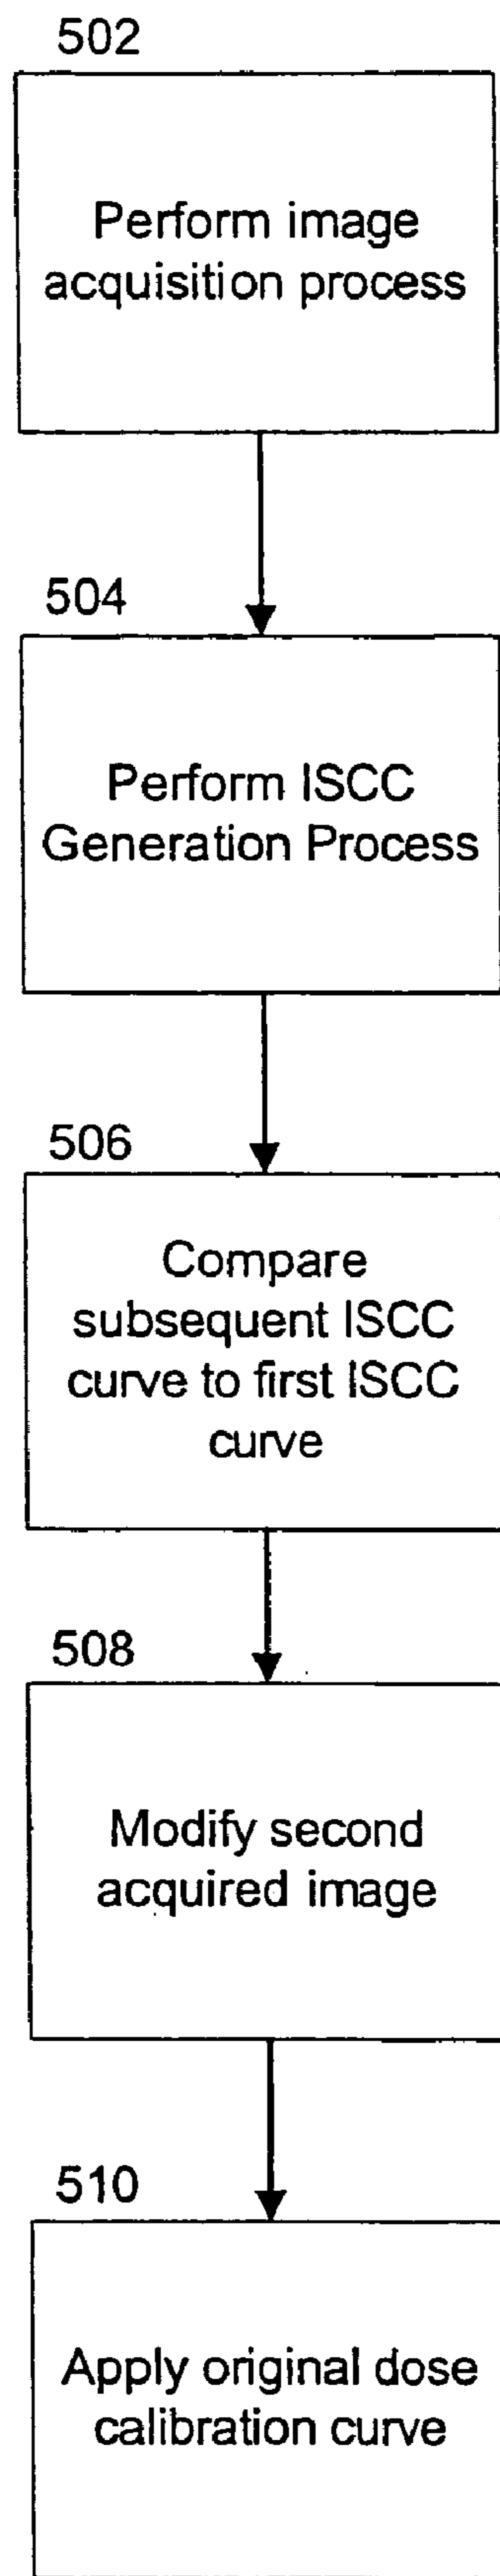 502
Perform image
acquisition process
504
Perform ISCC
Generation Process
506
Compare
subsequent ISCC
curve to first ISCC
curve
508
Modify second
acquired image
510
Apply original dose
calibration curve